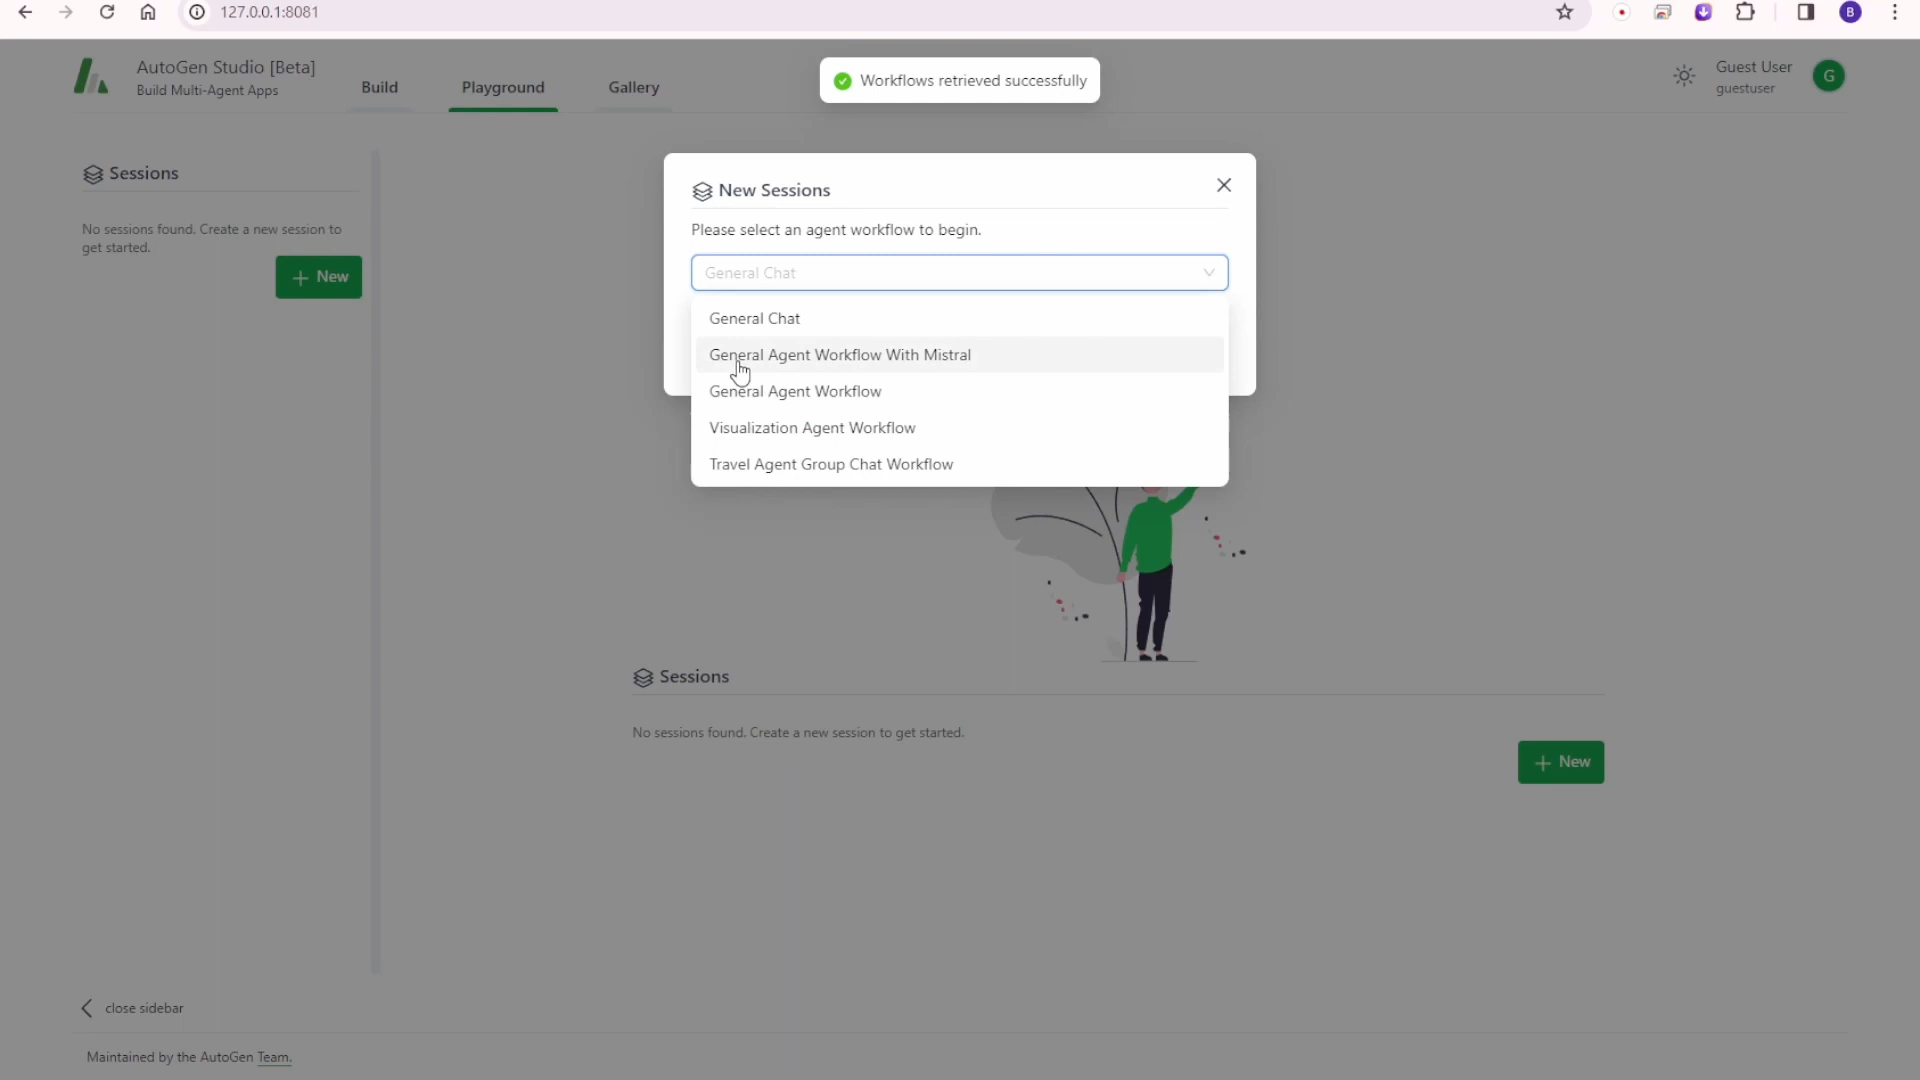 127.0.0.1:8081
B
AutoGen Studio [Beta]
Build Multi-Agent Apps
Build
Playground
Gallery
Workflows retrieved successfully
Guest User
guestuser
G
Sessions
No sessions found. Create a new session to
get started.
+ New
New Sessions
Please select an agent workflow to begin.
General Chat
General Chat
General Agent Workflow With Mistral
General Agent Workflow
Visualization Agent Workflow
Travel Agent Group Chat Workflow
Sessions
No sessions found. Create a new session to get started.
+ New
close sidebar
Maintained by the AutoGen Team.